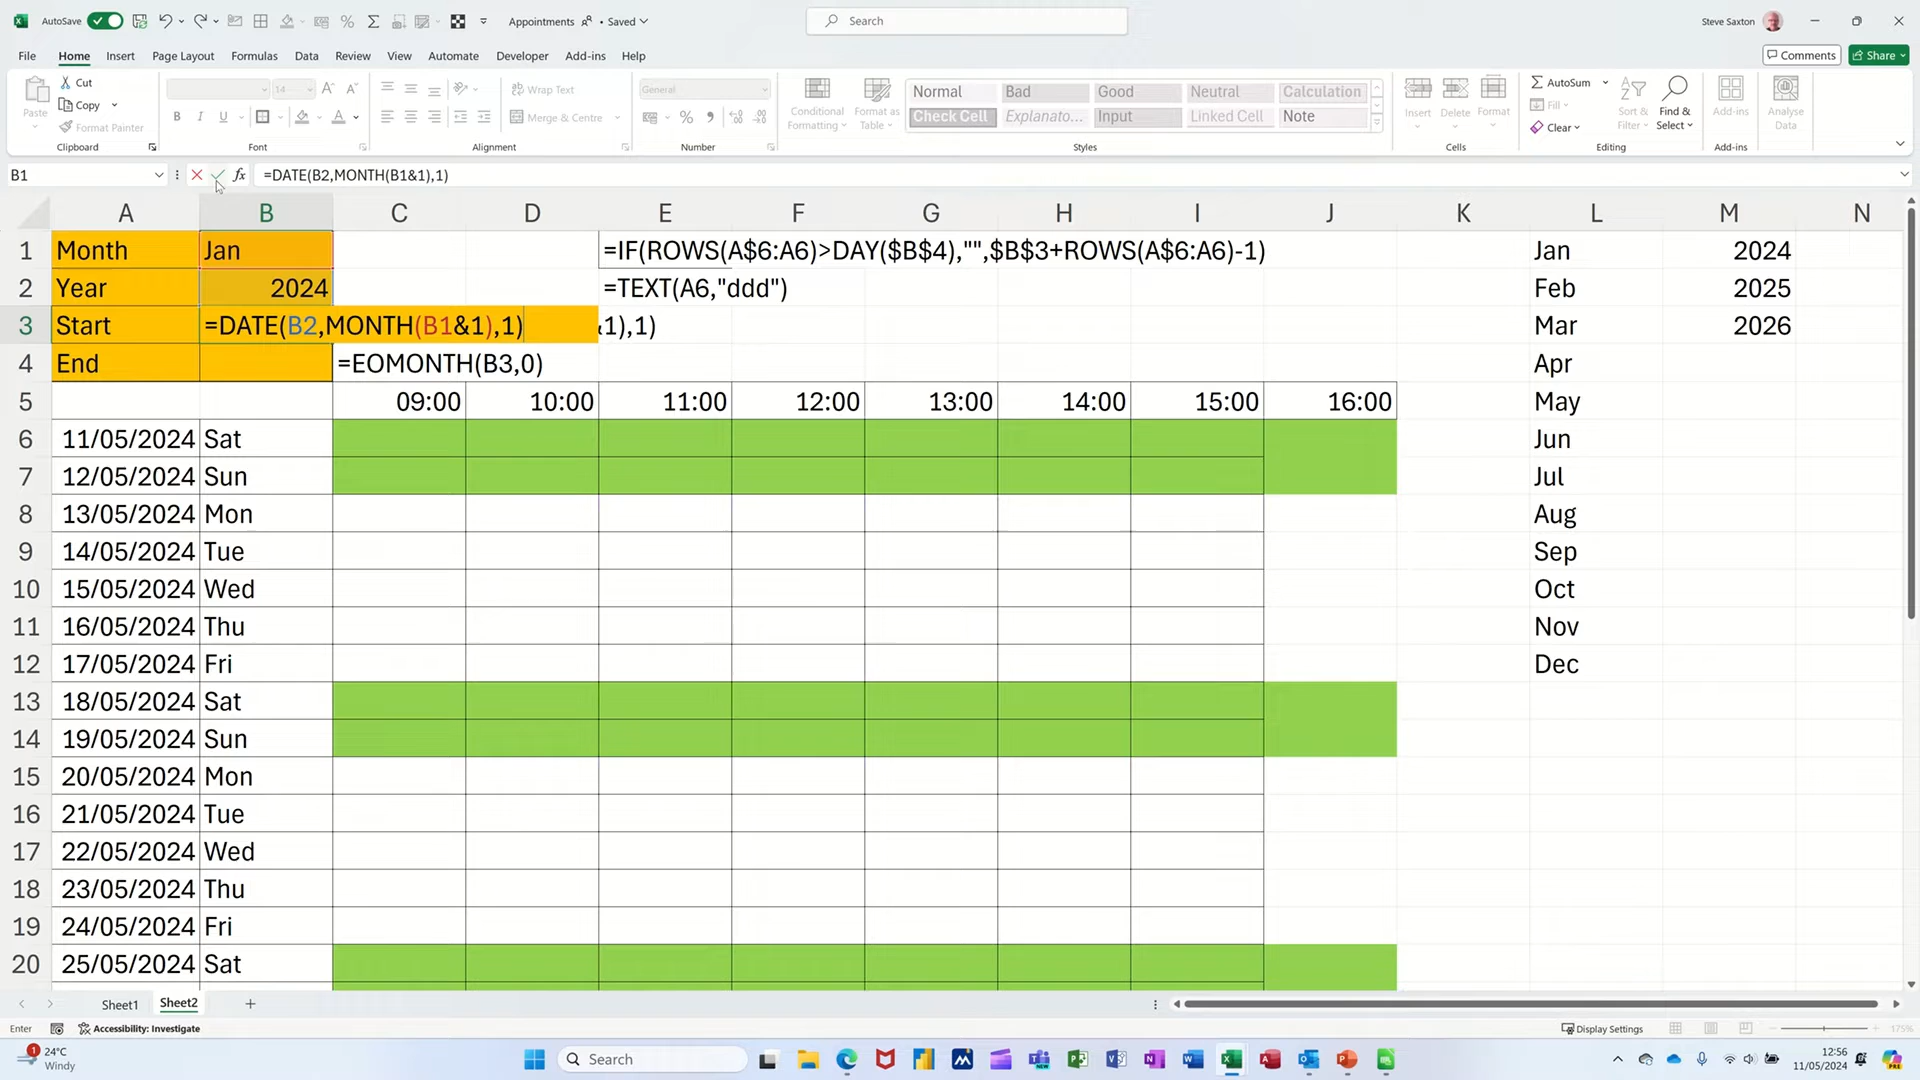 AutoSave
Appointments • Saved
Search
Steve Saxton
File Home Insert Page Layout Formulas Data Review View Automate Developer Add-ins Help
Comments Share
Paste
Cut
Copy
Format Painter
Clipboard
14
B I U
Font
Wrap Text
Merge & Centre
Alignment
General
Number
Conditional Formatting
Format as Table
Normal Bad Good Neutral Calculation
Check Cell Explanato... Input Linked Cell Note
Styles
Insert Delete Format
Cells
AutoSum
Fill
Clear
Sort & Filter
Find & Select
Editing
Add-ins
Add-ins
Analyse Data
B1
fx =DATE(B2,MONTH(B1&1),1)
A B C D E F G H I J K L M N
1 Month Jan =IF(ROWS(A$6:A6)>DAY($B$4),"",$B$3+ROWS(A$6:A6)-1) Jan 2024
2 Year 2024 =TEXT(A6,"ddd") Feb 2025
3 Start =DATE(B2,MONTH(B1&1),1) &1),1) Mar 2026
4 End =EOMONTH(B3,0) Apr
5 09:00 10:00 11:00 12:00 13:00 14:00 15:00 16:00 May
6 11/05/2024 Sat Jun
7 12/05/2024 Sun Jul
8 13/05/2024 Mon Aug
9 14/05/2024 Tue Sep
10 15/05/2024 Wed Oct
11 16/05/2024 Thu Nov
12 17/05/2024 Fri Dec
13 18/05/2024 Sat
14 19/05/2024 Sun
15 20/05/2024 Mon
16 21/05/2024 Tue
17 22/05/2024 Wed
18 23/05/2024 Thu
19 24/05/2024 Fri
20 25/05/2024 Sat
Sheet1 Sheet2
Enter Accessibility: Investigate
Display Settings
175%
1
24°C
Windy
Search
12:56
11/05/2024